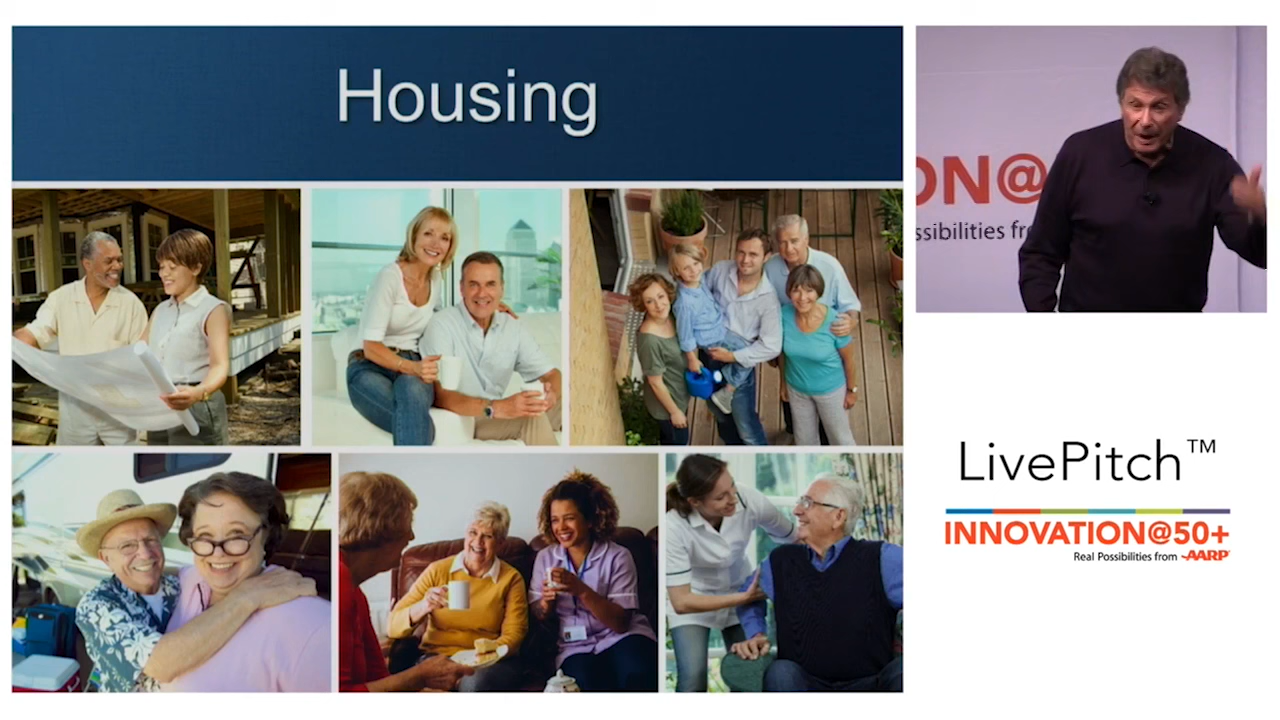 Housing
ON@
ssibilities fr
LivePitch™
INNOVATION@50+
Real Possibilities from AARP